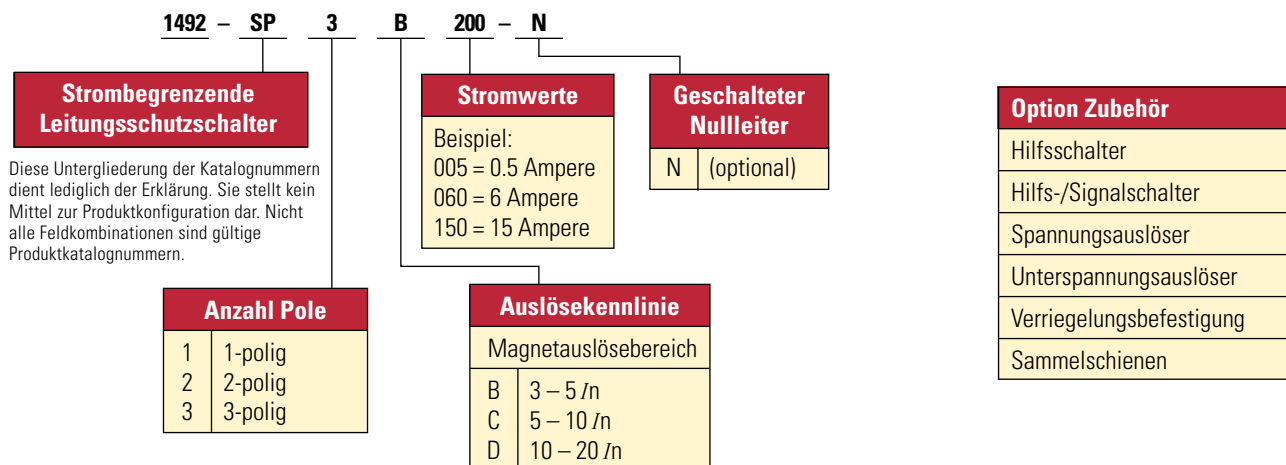 1492 – SP 3 B 200 – N
Strombegrenzende
Leitungsschutzschalter
Diese Untergliederung der Katalognummern
dient lediglich der Erklärung. Sie stellt kein
Mittel zur Produktkonfiguration dar. Nicht
alle Feldkombinationen sind gültige
Produktkatalognummern.
Stromwerte
Beispiel:
005 = 0.5 Ampere
060 = 6 Ampere
150 = 15 Ampere
Geschalteter
Nullleiter
N (optional)
Anzahl Pole
1 1-polig
2 2-polig
3 3-polig
Auslösekennlinie
Magnetauslösebereich
B 3 – 5 In
C 5 – 10 In
D 10 – 20 In
Option Zubehör
Hilfsschalter
Hilfs-/Signalschalter
Spannungsauslöser
Unterspannungsauslöser
Verriegelungsbefestigung
Sammelschienen